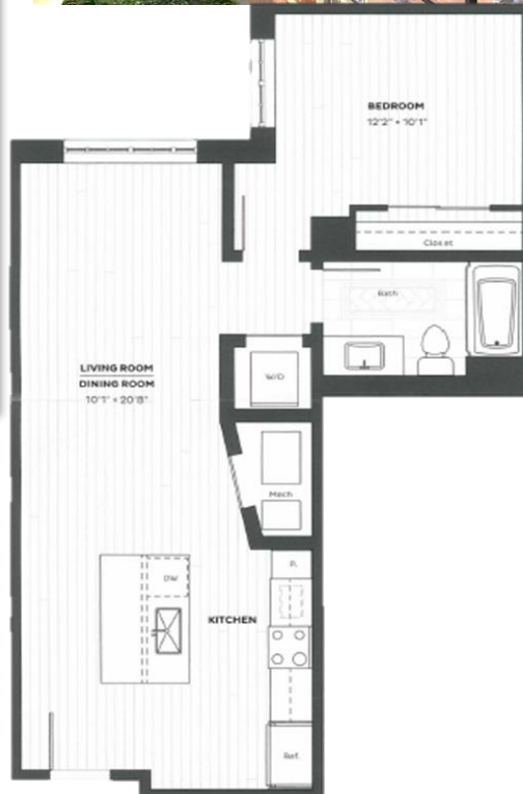 BEDROOM
12'2" • 10'1"
Closet
Bath
W/D
LIVING ROOM
DINING ROOM
10'1" • 20'8"
Mech
P.
DW
KITCHEN
Ref.